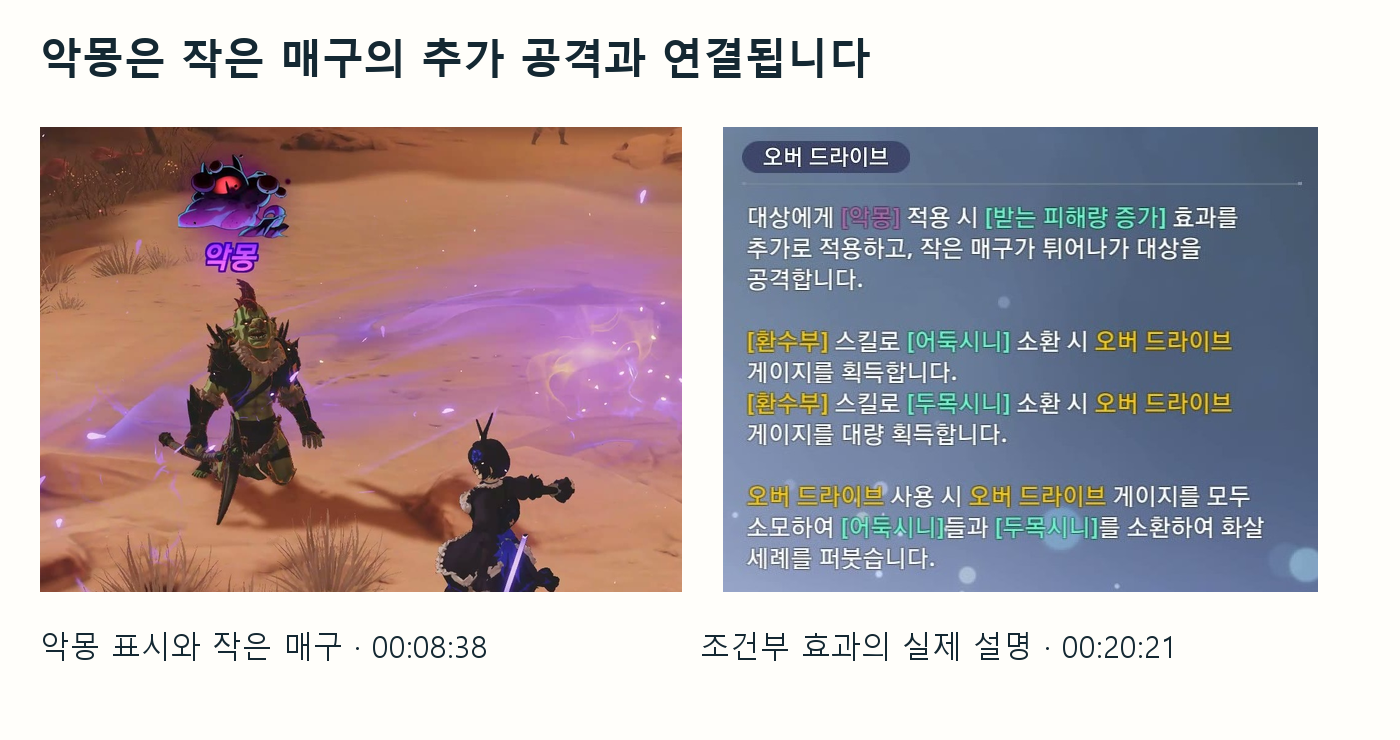 악몽은 작은 매구의 추가 공격과 연결됩니다
악몽
오버 드라이브
대상에게 [악몽] 적용 시 [받는 피해량 증가] 효과를
추가로 적용하고, 작은 매구가 튀어나가 대상을
공격합니다.
[환수부] 스킬로 [어둑시니] 소환 시 오버 드라이브
게이지를 획득합니다.
[환수부] 스킬로 [두목시니] 소환 시 오버 드라이브
게이지를 대량 획득합니다.
오버 드라이브 사용 시 오버 드라이브 게이지를 모두
소모하여 [어둑시니]들과 [두목시니]를 소환하여 화살
세례를 퍼붓습니다.
악몽 표시와 작은 매구 · 00:08:38
조건부 효과의 실제 설명 · 00:20:21